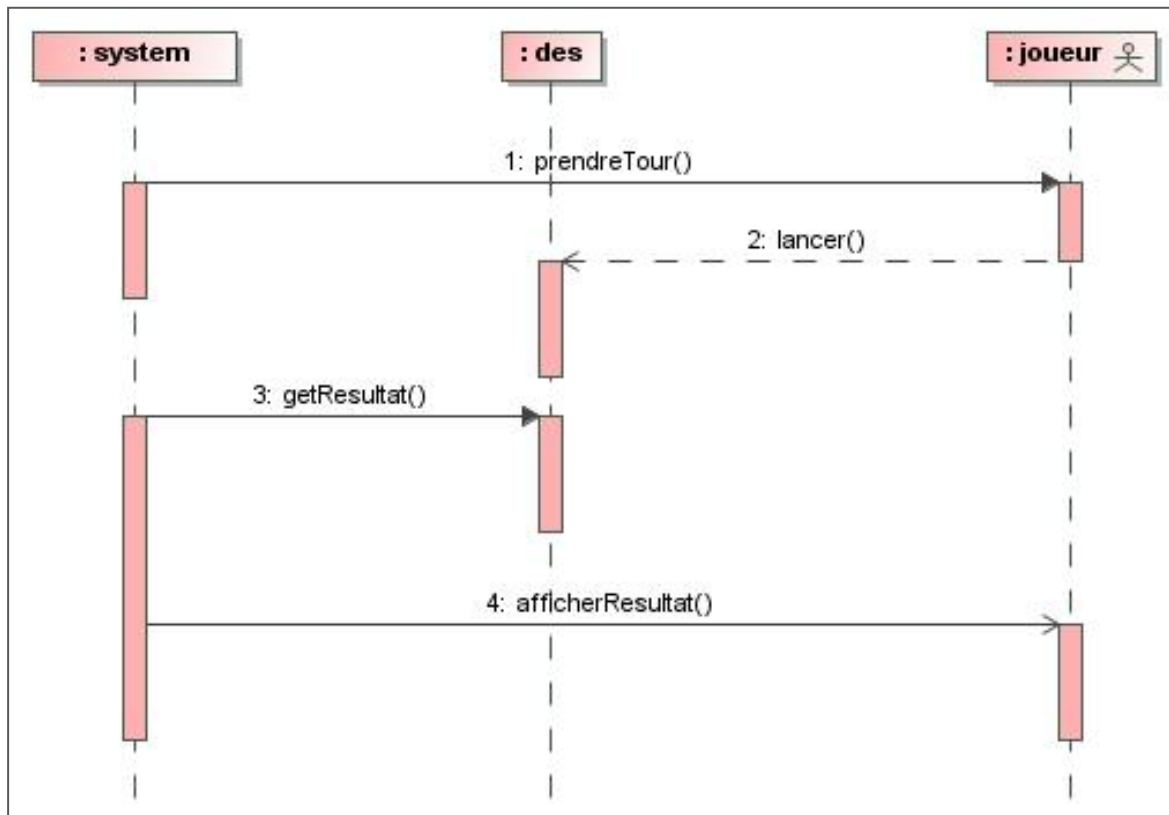 : system
: des
: joueur
1: prendreTour()
2: lancer()
3: getResultat()
4: afficherResultat()